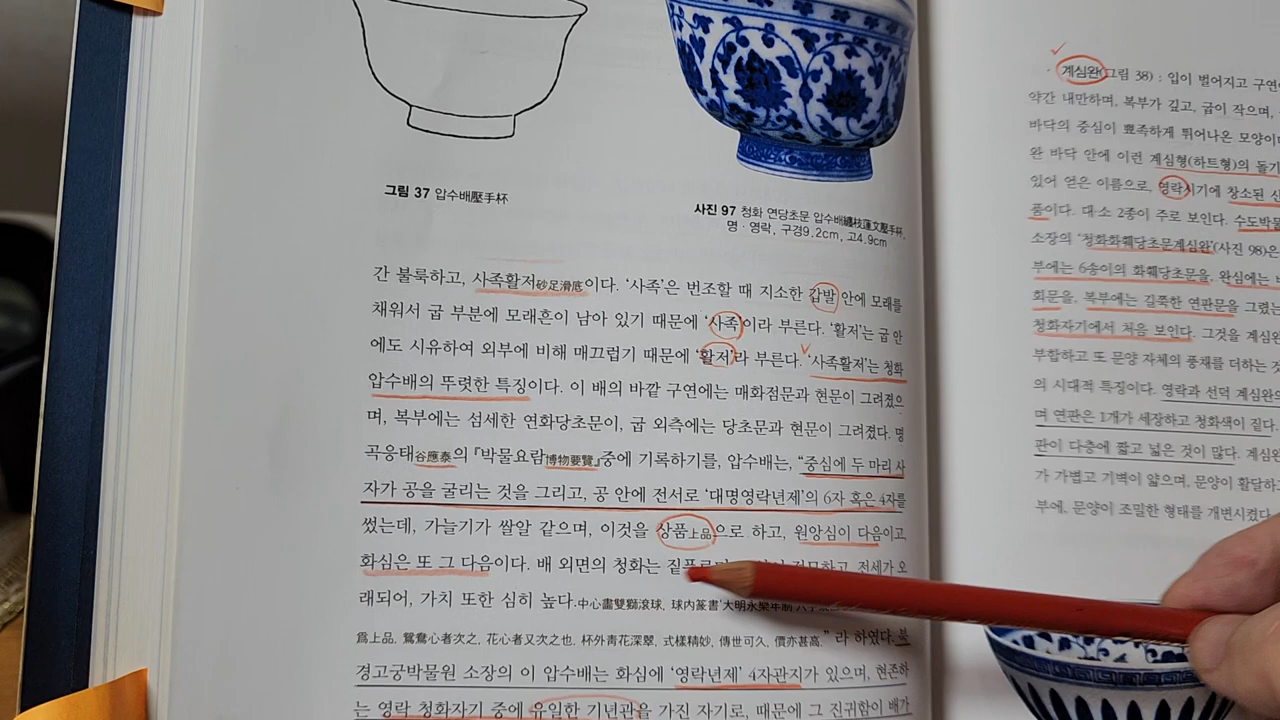 그림 37 압수배壓手杯
사진 97 청화 연당초문 압수배纏枝蓮文壓手杯,
명·영락, 구경9.2cm, 고4.9cm
간 불룩하고, 사족활저砂足滑底이다. ‘사족’은 번조할 때 지소한 갑발 안에 모래를
채워서 굽 부분에 모래흔이 남아 있기 때문에 ‘사족’이라 부른다. ‘활저’는 굽 안
에도 시유하여 외부에 비해 매끄럽기 때문에 ‘활저’라 부른다. ‘사족활저’는 청화
압수배의 뚜렷한 특징이다. 이 배의 바깥 구연에는 매화점문과 현문이 그려졌으
며, 복부에는 섬세한 연화당초문이, 굽 외측에는 당초문과 현문이 그려졌다. 명
곡응태谷應泰의 『박물요람博物要覽』중에 기록하기를, 압수배는, “중심에 두 마리 사
자가 공을 굴리는 것을 그리고, 공 안에 전서로 ‘대명영락년제’의 6자 혹은 4자를
썼는데, 가늘기가 쌀알 같으며, 이것을 상품上品으로 하고, 원앙심이 다음이고
화심은 또 그 다음이다. 배 외면의 청화는 짙푸르며 정묘하고, 전세가 오
래되어, 가치 또한 심히 높다.中心畵雙獅滾球, 球內篆書‘大明永樂年制’
爲上品, 鴛鴦心者次之, 花心者又次之也. 杯外靑花深翠, 式樣精妙, 傳世可久, 價亦甚高.” 라 하였다. 북
경고궁박물원 소장의 이 압수배는 화심에 ‘영락년제’ 4자관지가 있으며, 현존하
는 영락 청화자기 중에 유일한 기년관을 가진 자기로, 때문에 그 진귀함이 배가
· 계심완(그림 38) : 입이 벌어지고 구연이
약간 내만하며, 복부가 깊고, 굽이 작으며,
바닥의 중심이 뾰족하게 튀어나온 모양이
완 바닥 안에 이런 계심형(하트형)의 돌기
있어 얻은 이름으로, 영락시기에 창소된 신
품이다. 대·소 2종이 주로 보인다. 수도박물
소장의 ‘청화화훼당초문계심완’(사진 98)은
부에는 6송이의 화훼당초문을, 완심에는
회문을, 복부에는 길쭉한 연판문을 그렸는
청화자기에서 처음 보인다. 그것을 계심완
부합하고 또 문양 자체의 풍채를 더하는 것
의 시대적 특징이다. 영락과 선덕 계심완의
며 연판은 1개가 세장하고 청화색이 짙다.
판이 다층에 짧고 넓은 것이 많다. 계심완
가 가볍고 기벽이 얇으며, 문양이 활달하고
부에, 문양이 조밀한 형태를 개변시켰다.